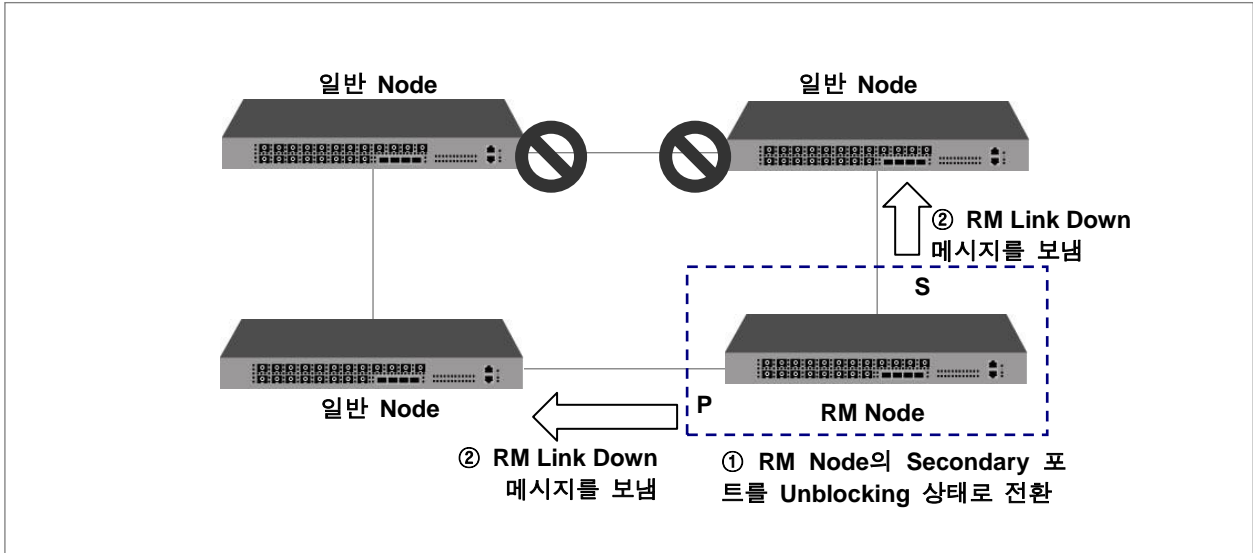 일반 Node
일반 Node
② RM Link Down
메시지를 보냄
S
일반 Node
P
RM Node
② RM Link Down
메시지를 보냄
① RM Node의 Secondary 포
트를 Unblocking 상태로 전환